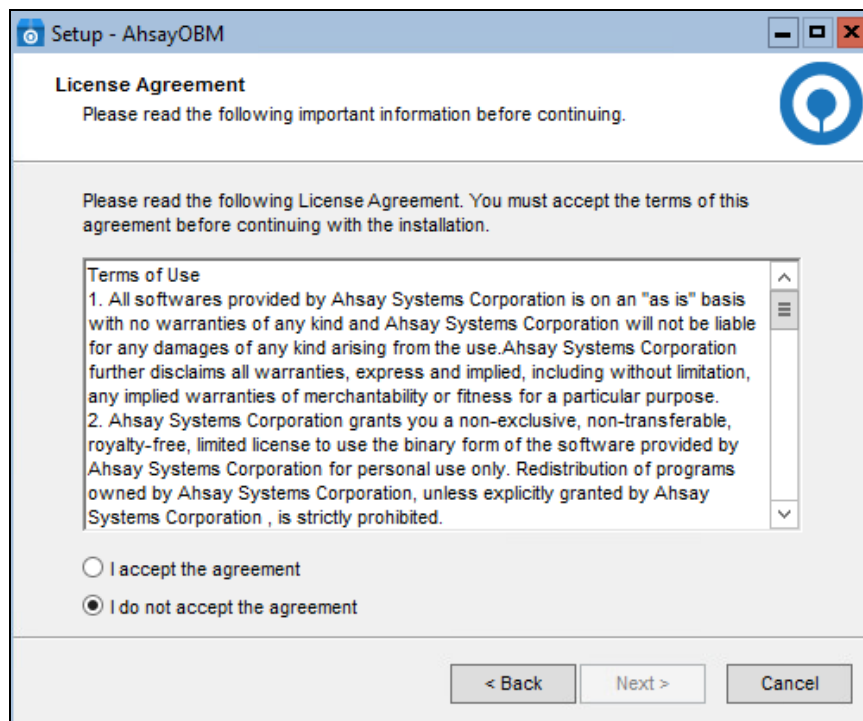 Setup - AhsayOBM
License Agreement
Please read the following important information before continuing.
Please read the following License Agreement. You must accept the terms of this
agreement before continuing with the installation.
Terms of Use
1. All softwares provided by Ahsay Systems Corporation is on an "as is" basis
with no warranties of any kind and Ahsay Systems Corporation will not be liable
for any damages of any kind arising from the use.Ahsay Systems Corporation
further disclaims all warranties, express and implied, including without limitation,
any implied warranties of merchantability or fitness for a particular purpose.
2. Ahsay Systems Corporation grants you a non-exclusive, non-transferable,
royalty-free, limited license to use the binary form of the software provided by
Ahsay Systems Corporation for personal use only. Redistribution of programs
owned by Ahsay Systems Corporation, unless explicitly granted by Ahsay
Systems Corporation , is strictly prohibited.
I accept the agreement
I do not accept the agreement
< Back Next > Cancel